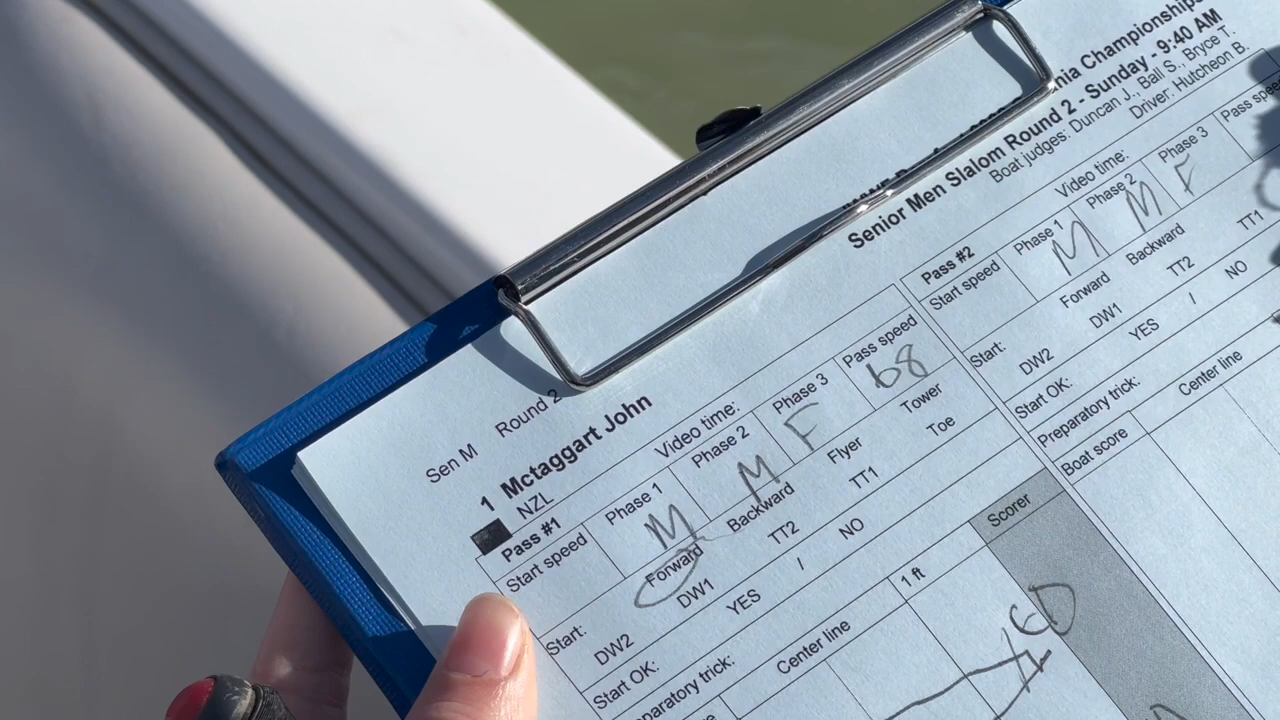 nia Championships
Senior Men Slalom Round 2 - Sunday - 9:40 AM
Boat judges: Duncan J., Ball S., Bryce T.
Driver: Hutcheon B.
Sen M Round 2
1 Mctaggart John
NZL
Video time:
Pass #1
Start speed Phase 1 Phase 2 Phase 3 Pass speed
M M F 68
Start: Forward Backward Flyer Tower
DW2 DW1 TT2 TT1 Toe
Start OK: YES / NO
reparatory trick:
Center line 1 ft Scorer
Video time:
Pass #2
Start speed Phase 1 Phase 2 Phase 3 Pass spee
M M F
Start: Forward Backward
DW2 DW1 TT2 TT1
Start OK: YES / NO
Preparatory trick:
Boat score Center line